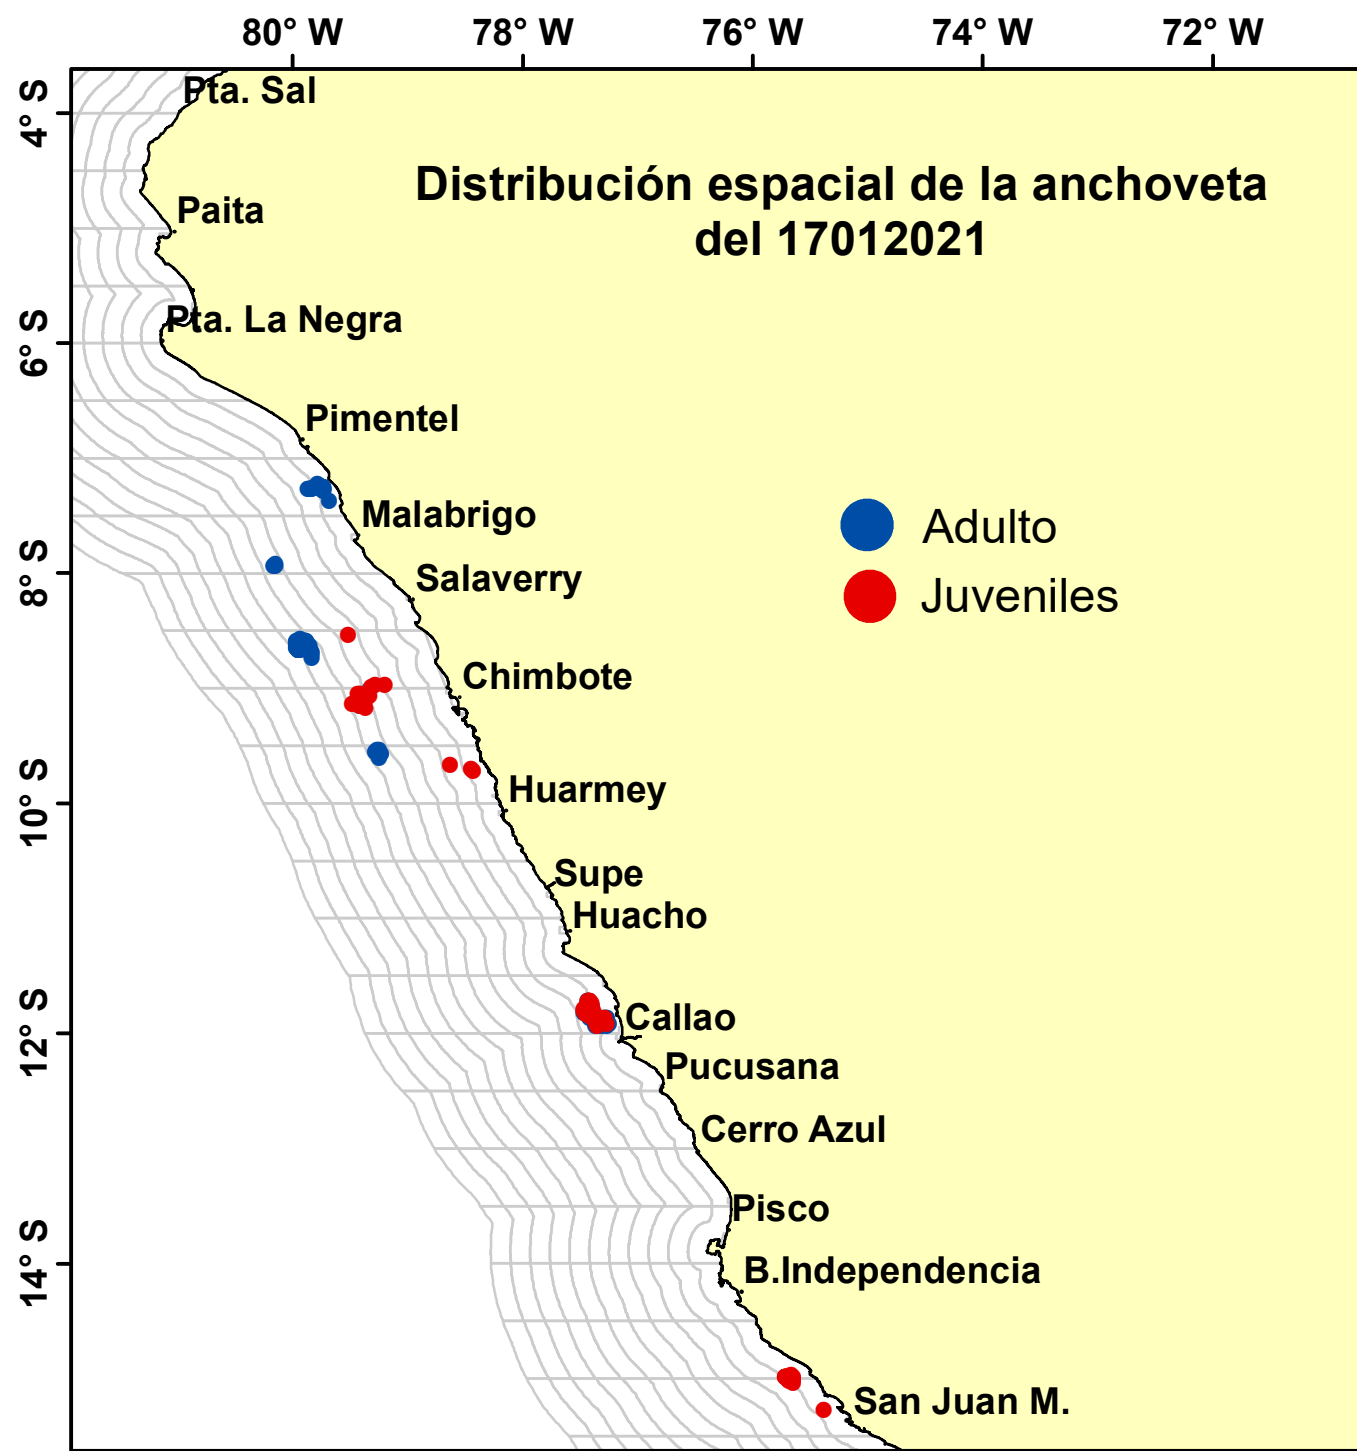 80° W
78° W
76° W
74° W
72° W
4° S
6° S
8° S
10° S
12° S
14° S
Distribución espacial de la anchoveta
del 17012021
Pta. Sal
Paita
Pta. La Negra
Pimentel
Malabrigo
Salaverry
Chimbote
Huarmey
Supe
Huacho
Callao
Pucusana
Cerro Azul
Pisco
B.Independencia
San Juan M.
Adulto
Juveniles